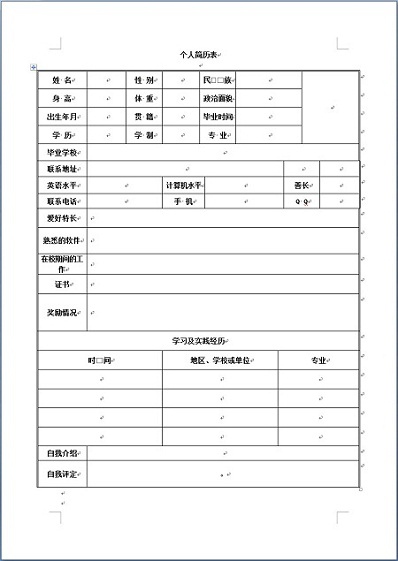 个人简历表
姓 名 性 别 民□□族
身 高 体 重 政治面貌
出生年月 贯 籍 毕业时间
学 历 学 制 专 业
毕业学校
联系地址
英语水平 计算机水平 善长
联系电话 手 机 Q Q
爱好特长
熟悉的软件
在校期间的工
作
证书
奖励情况
学习及实践经历
时□间 地区、学校或单位 专业
自我介绍
自我评定 。